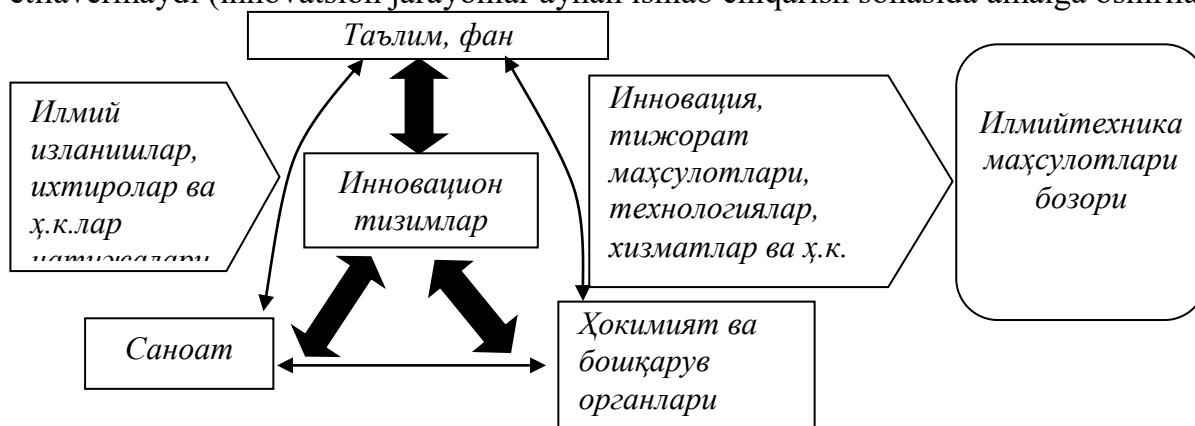 Таълим, фан
Илмий
изланишлар,
ихтиролар ва
ҳ.к.лар
Инновацион
тизимлар
Инновация,
тижорат
маҳсулотлари,
технологиялар,
хизматлар ва ҳ.к.
Илмийтехника
маҳсулотлари
бозори
Саноат
Ҳокимият ва
бошқарув
органлари